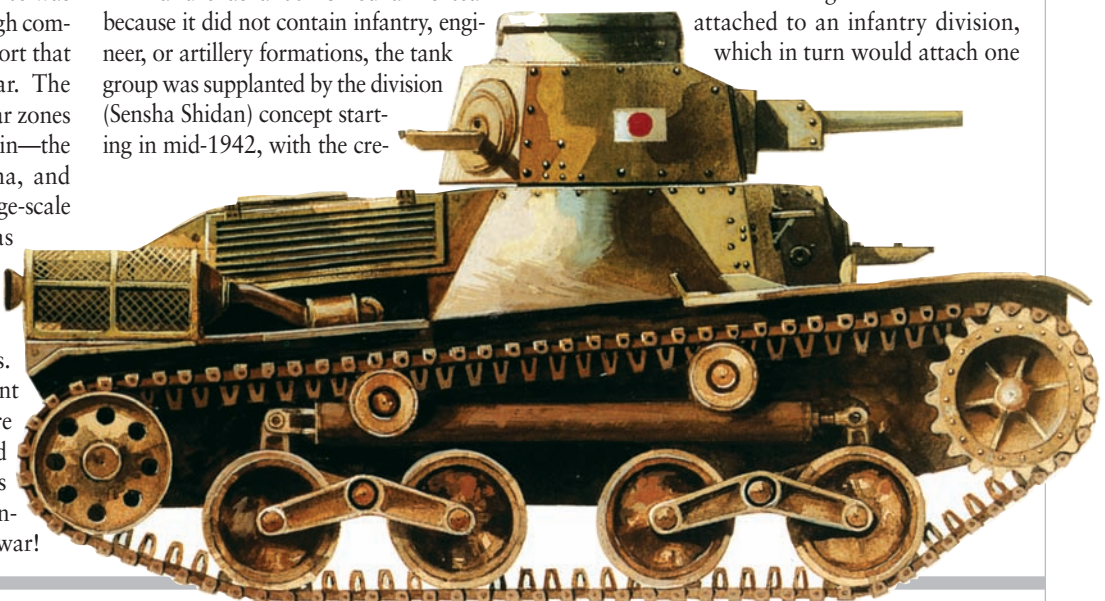 gh com-
ort that
ar. The
ar zones
in—the
na, and
ge-scale
s.
nt
war!
because it did not contain infantry, engi-
neer, or artillery formations, the tank
group was supplanted by the division
(Sensha Shidan) concept start-
ing in mid-1942, with the cre-
attached to an infantry division,
which in turn would attach one